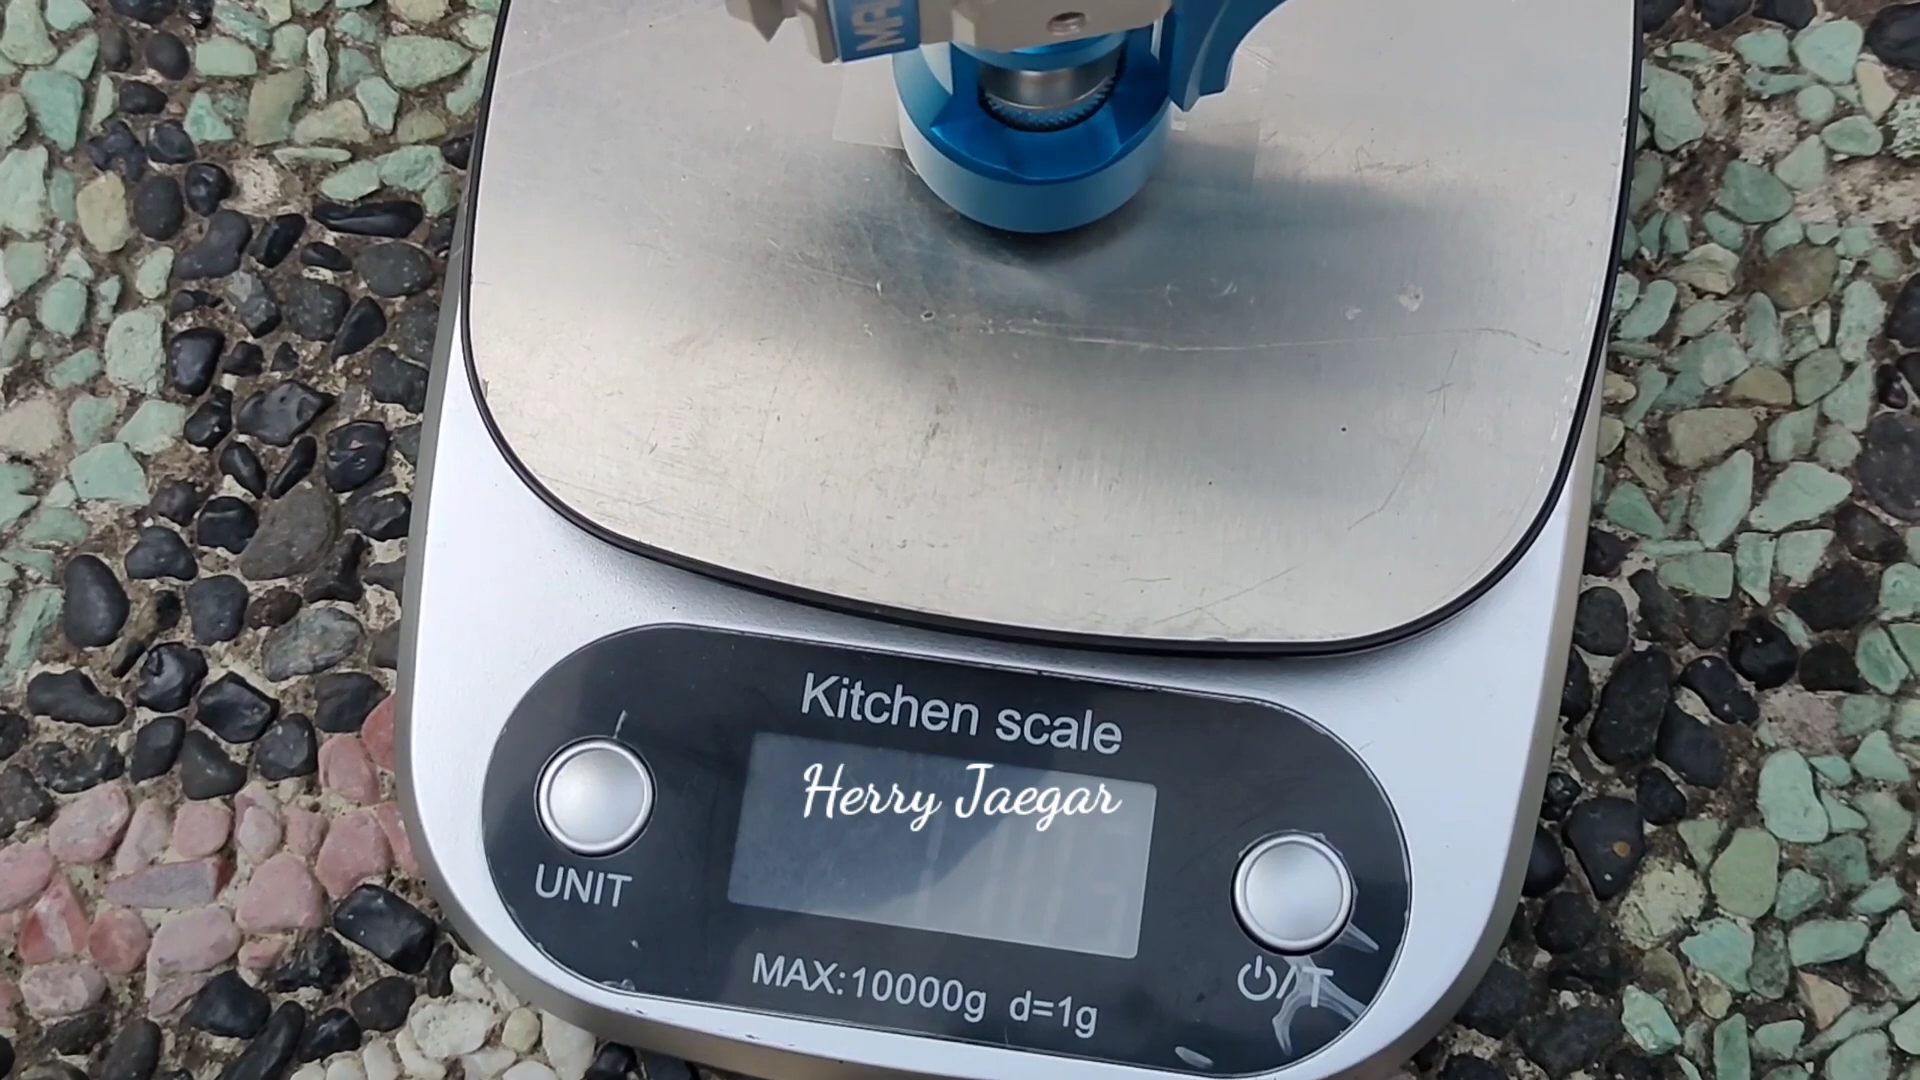 Kitchen scale
Herry Jaegar
UNIT
⏻/T
MAX:10000g d=1g